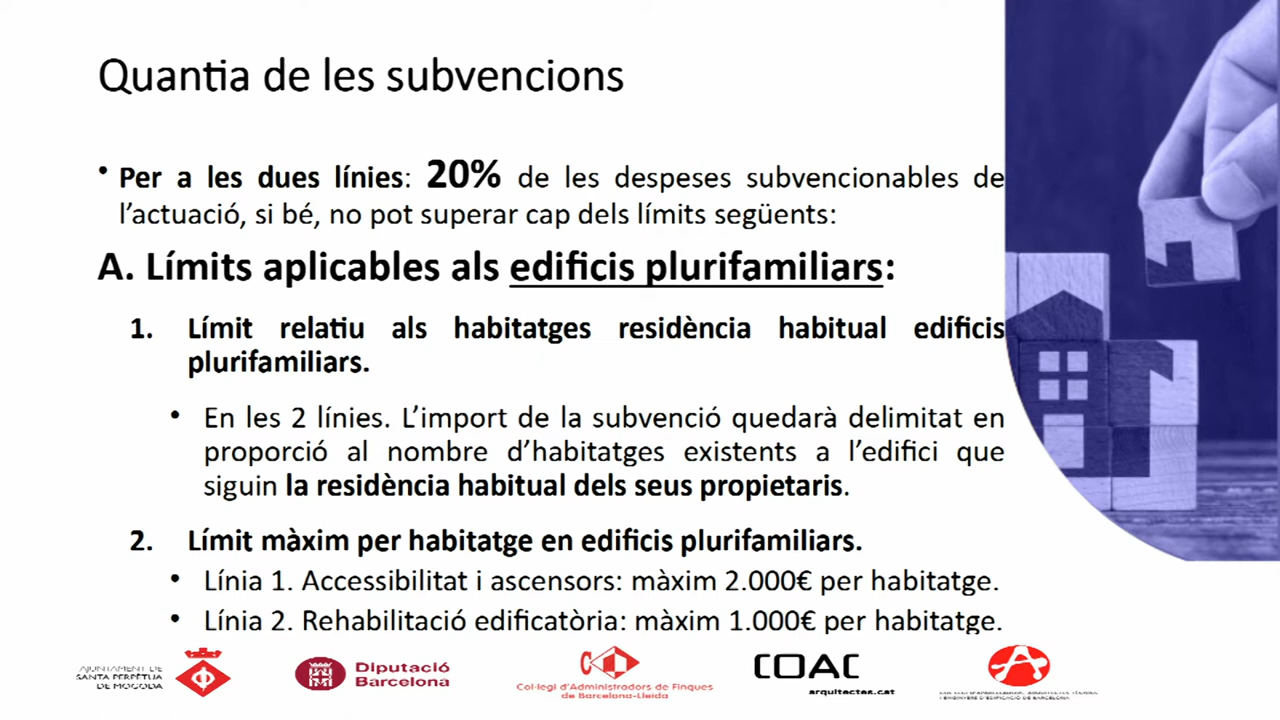 Quantia de les subvencions
• Per a les dues línies: 20% de les despeses subvencionables de
l'actuació, si bé, no pot superar cap dels límits següents:
A. Límits aplicables als edificis plurifamiliars:
1. Límit relatiu als habitatges residència habitual edificis
plurifamiliars.
• En les 2 línies. L'import de la subvenció quedarà delimitat en
proporció al nombre d'habitatges existents a l'edifici que
siguin la residència habitual dels seus propietaris.
2. Límit màxim per habitatge en edificis plurifamiliars.
• Línia 1. Accessibilitat i ascensors: màxim 2.000€ per habitatge.
• Línia 2. Rehabilitació edificatòria: màxim 1.000€ per habitatge.
AJUNTAMENT DE
SANTA PERPÈTUA
DE MOGODA
Diputació
Barcelona
Col·legi d'Administradors de Finques
de Barcelona-Lleida
COAC
arquitectes.cat